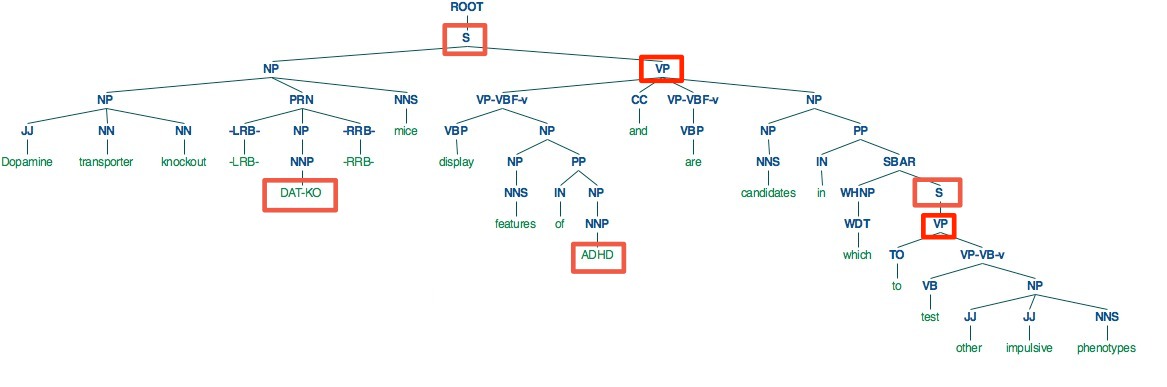 ROOT
S
NP VP
NP PRN NNS VP-VBF-v CC VP-VBF-v NP
JJ NN NN -LRB- NP -RRB- mice VBP NP and VBP NP PP
Dopamine transporter knockout -LRB- NNP -RRB- display NP PP are NNS IN SBAR
DAT-KO NNS IN NP candidates in WHNP S
features of NNP WDT VP
ADHD which TO VP-VB-v
to VB NP
test JJ JJ NNS
other impulsive phenotypes